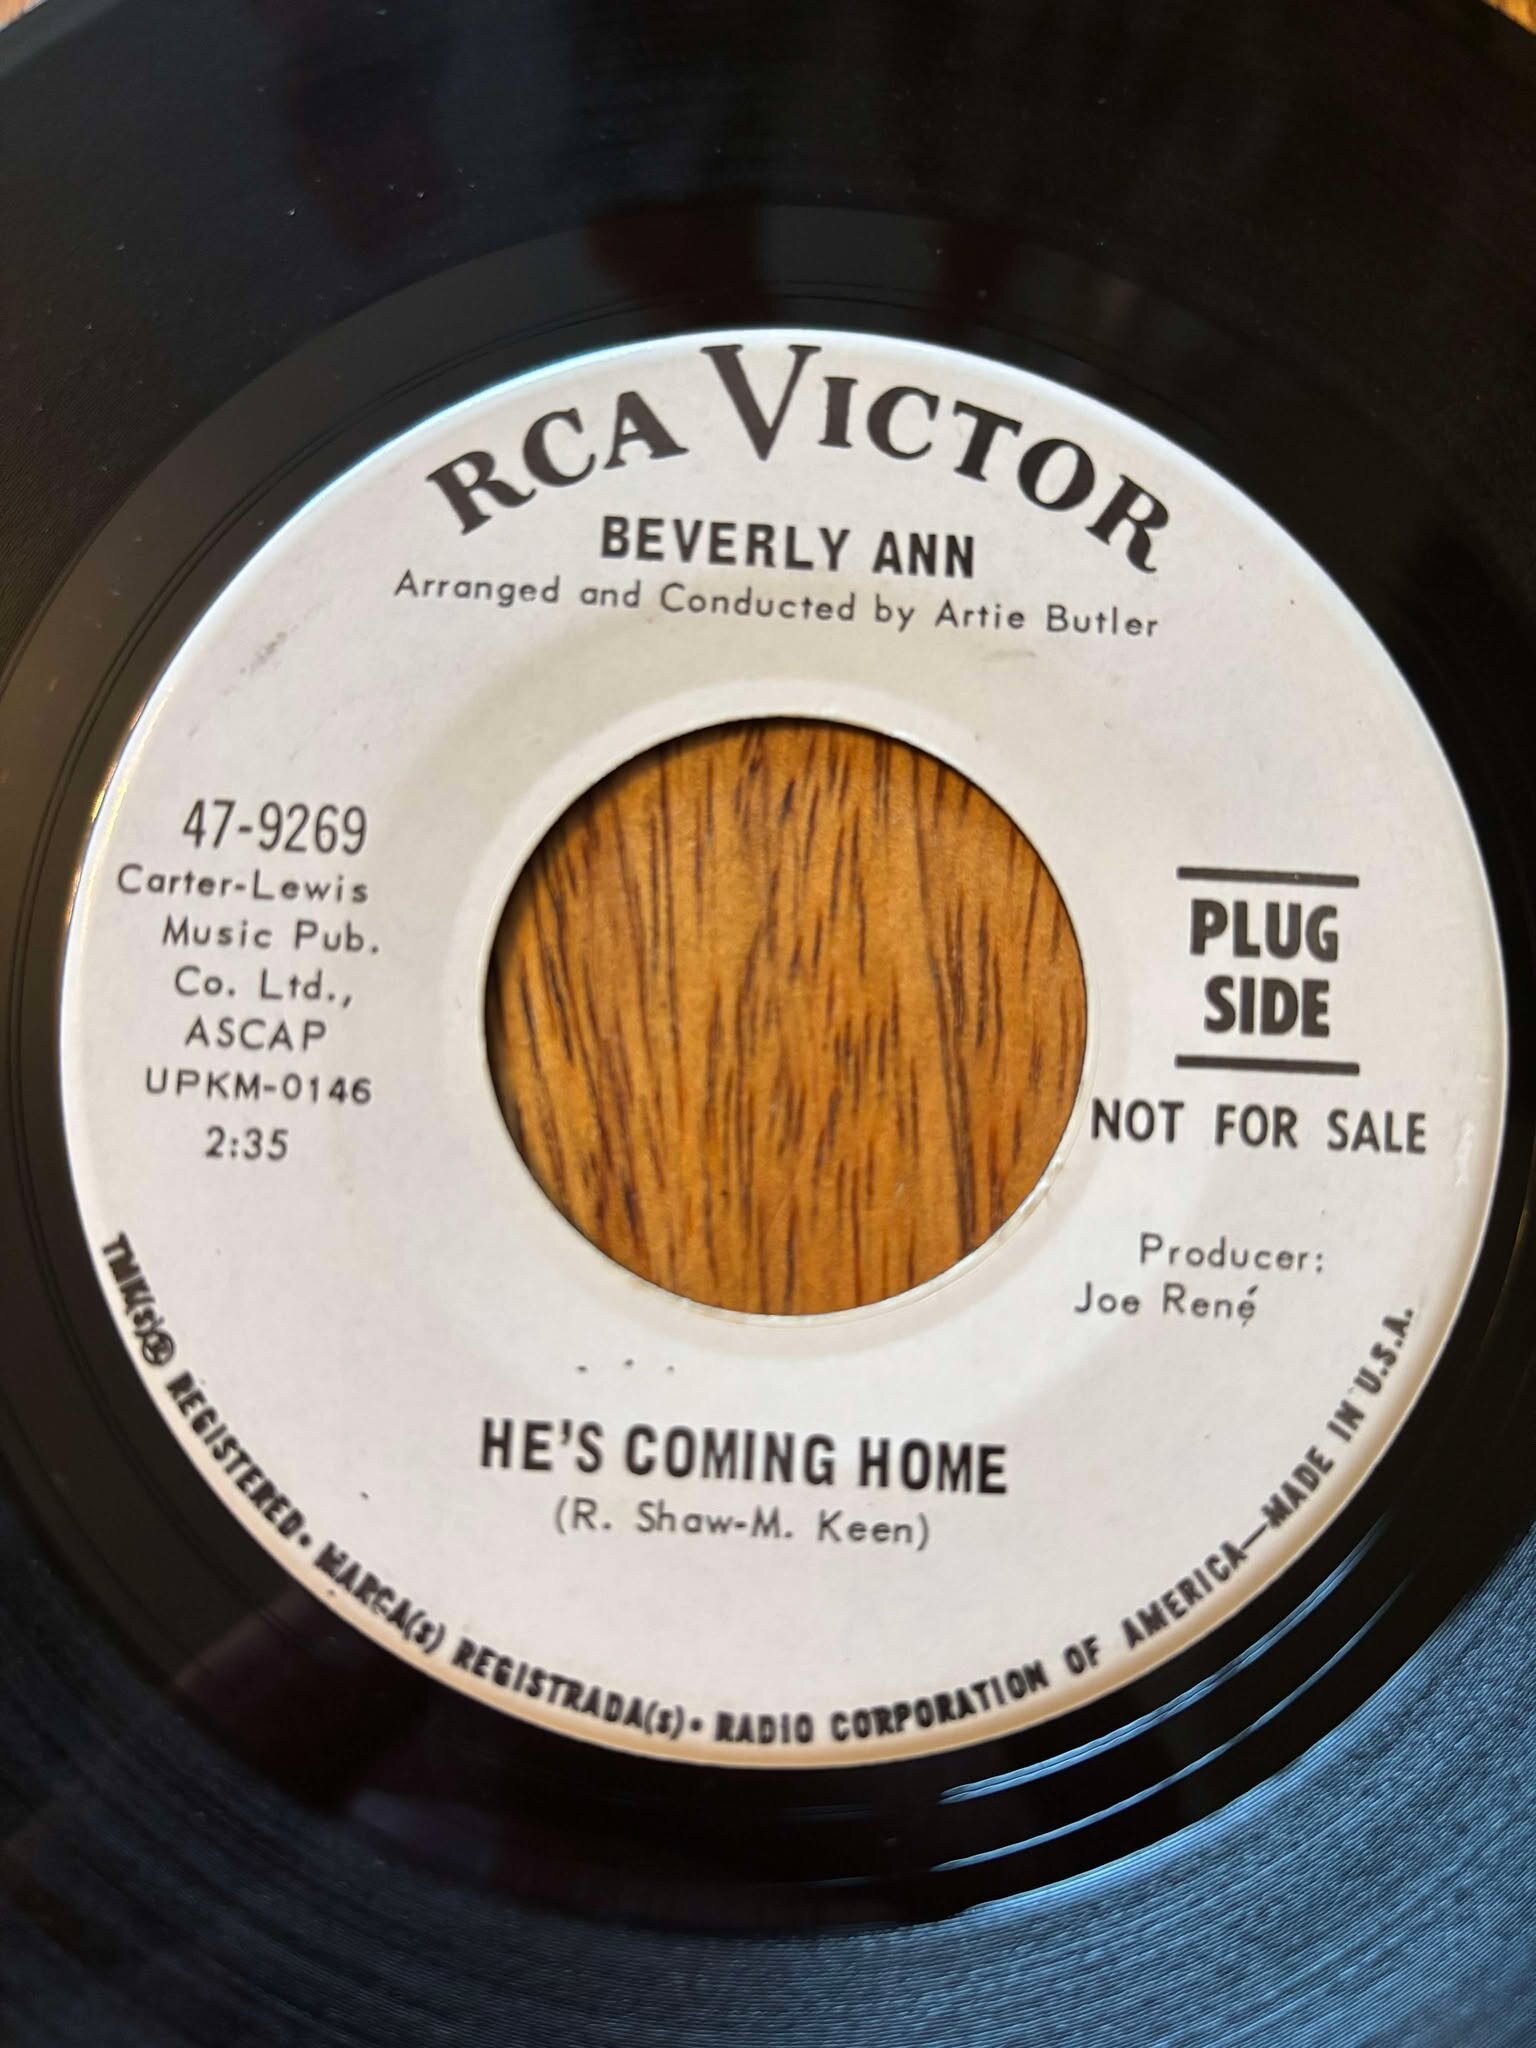 RCA VICTOR
BEVERLY ANN
Arranged and Conducted by Artie Butler
47-9269
Carter-Lewis
Music Pub.
Co. Ltd.,
ASCAP
UPKM-0146
2:35
PLUG
SIDE
NOT FOR SALE
Producer:
Joe René
HE'S COMING HOME
(R. Shaw-M. Keen)
TMK(s)® REGISTERED • MARCA(s) REGISTRADA(s) • RADIO CORPORATION OF AMERICA—MADE IN U.S.A.